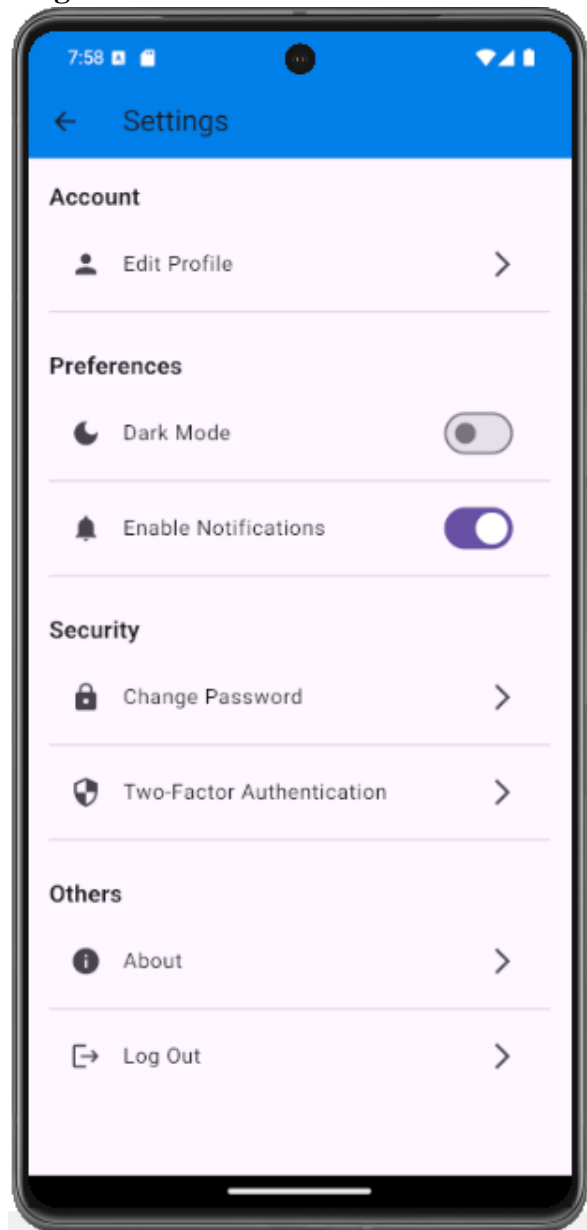 7:58
Settings
Account
Edit Profile
Preferences
Dark Mode
Enable Notifications
Security
Change Password
Two-Factor Authentication
Others
About
Log Out